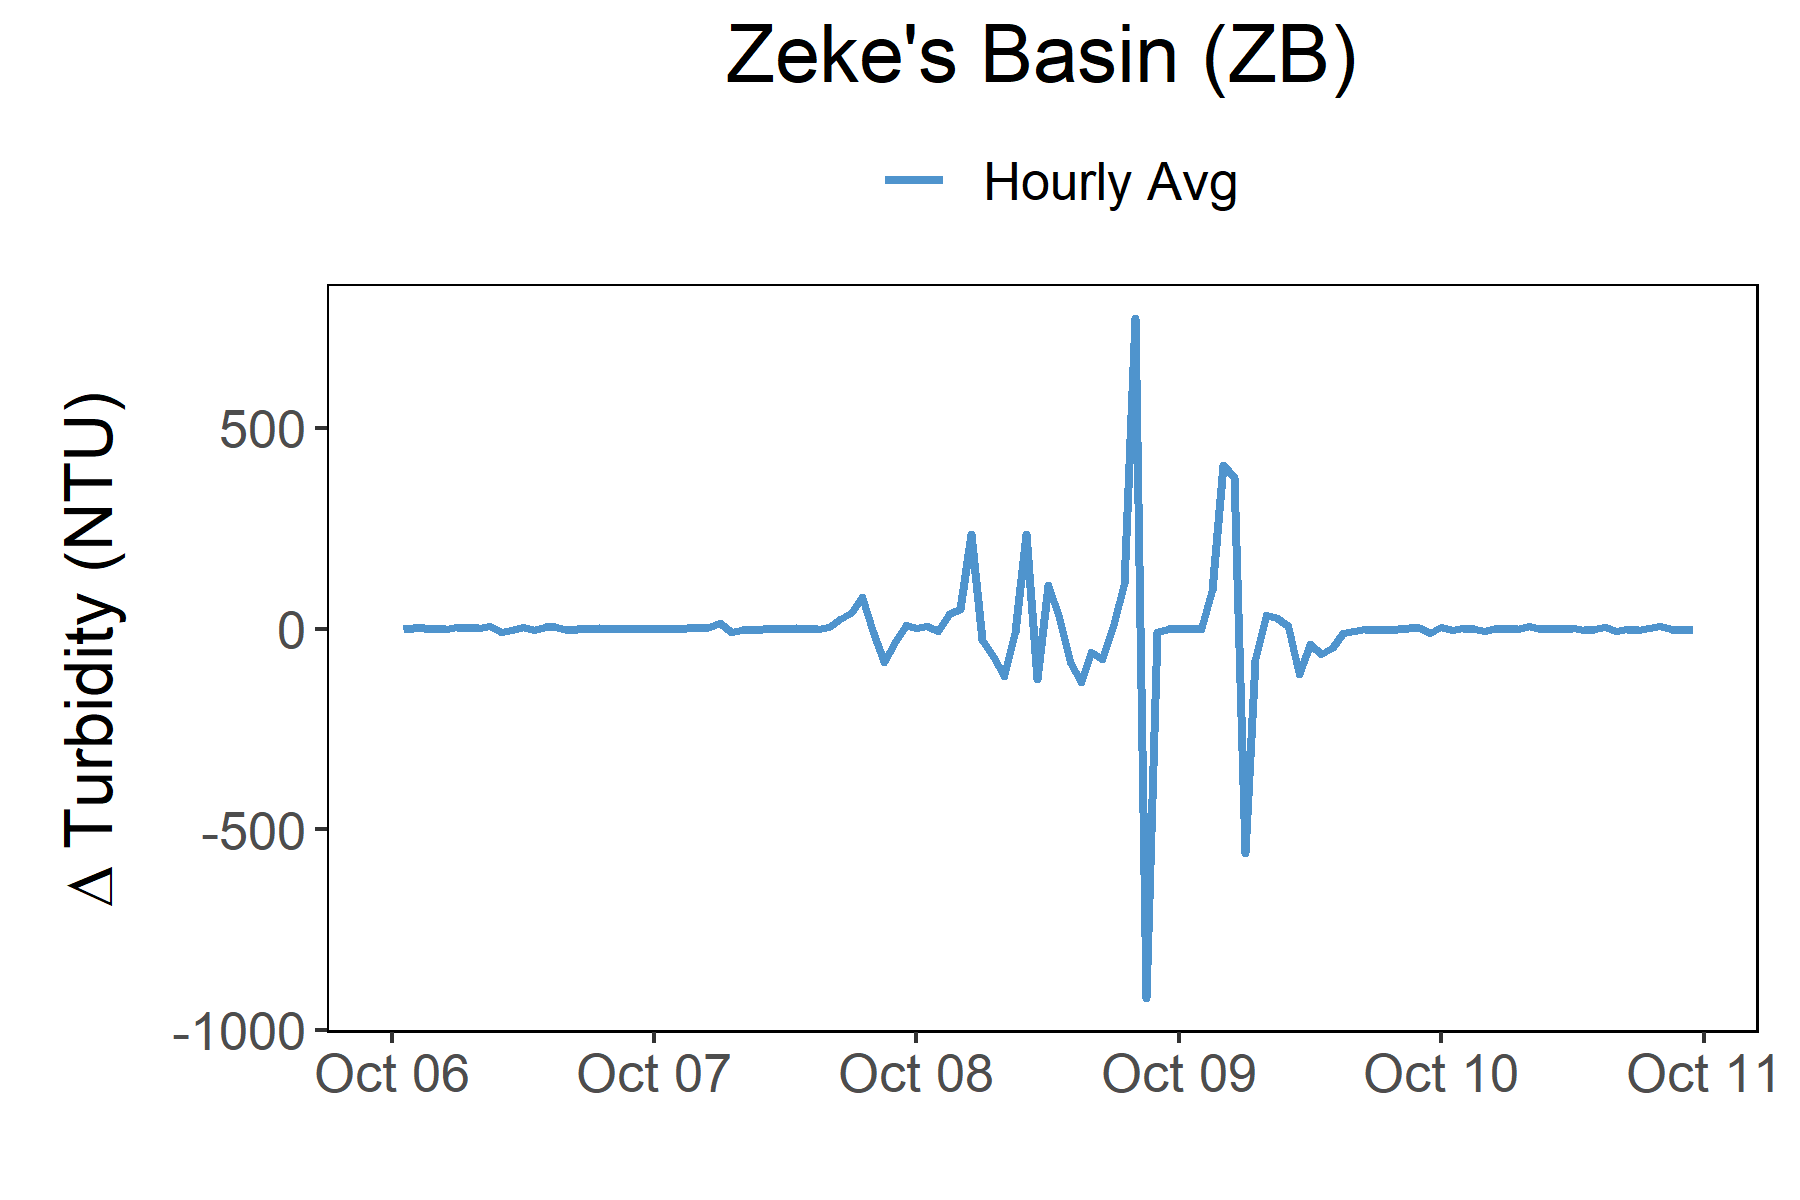 Zeke's Basin (ZB)
Hourly Avg
Δ Turbidity (NTU)
500
0
-500
-1000
Oct 06
Oct 07
Oct 08
Oct 09
Oct 10
Oct 11